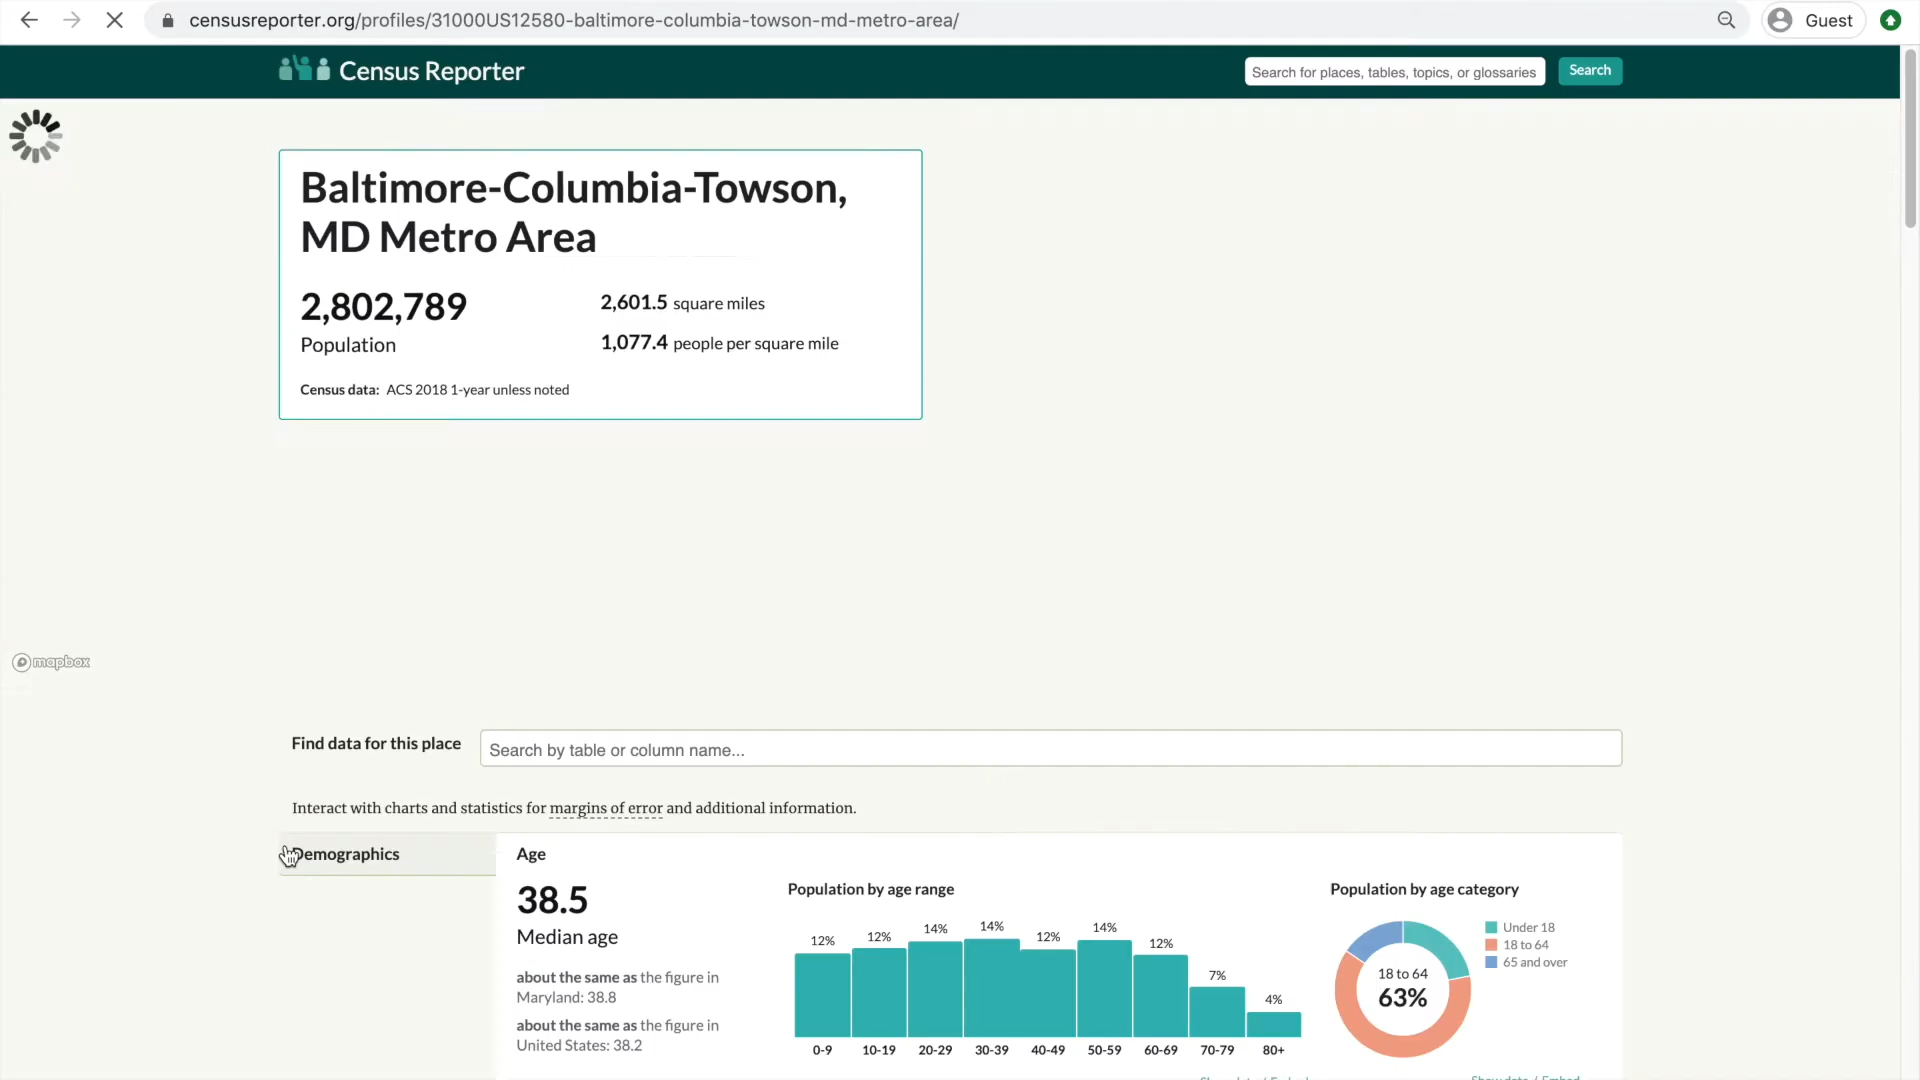 censusreporter.org/profiles/31000US12580-baltimore-columbia-towson-md-metro-area/
Guest
Census Reporter
Search for places, tables, topics, or glossaries
Search
Baltimore-Columbia-Towson,
MD Metro Area
2,802,789
Population
2,601.5 square miles
1,077.4 people per square mile
Census data: ACS 2018 1-year unless noted
mapbox
Find data for this place
Search by table or column name...
Interact with charts and statistics for margins of error and additional information.
Demographics
Age
38.5
Median age
about the same as the figure in
Maryland: 38.8
about the same as the figure in
United States: 38.2
Population by age range
12% 12% 14% 14% 12% 14% 12% 7% 4%
0-9 10-19 20-29 30-39 40-49 50-59 60-69 70-79 80+
Population by age category
18 to 64
63%
Under 18
18 to 64
65 and over